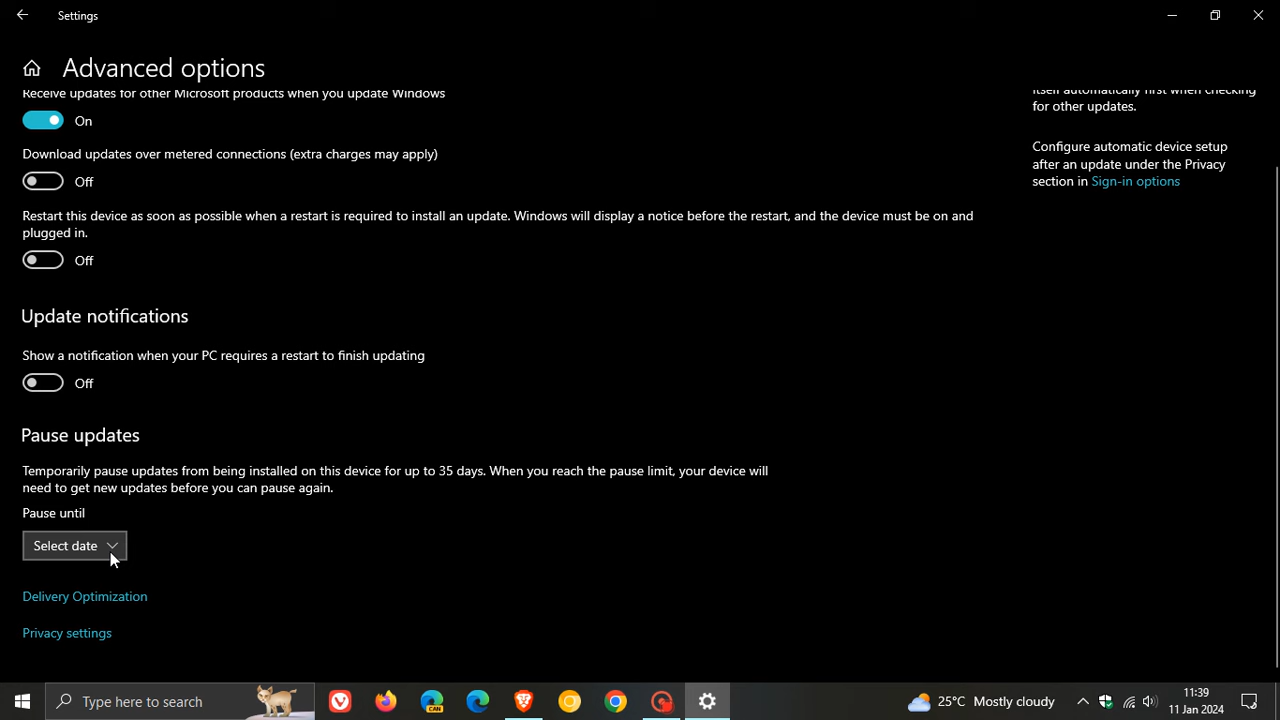 Settings
Advanced options
Receive updates for other Microsoft products when you update Windows
On
Download updates over metered connections (extra charges may apply)
Off
Restart this device as soon as possible when a restart is required to install an update. Windows will display a notice before the restart, and the device must be on and
plugged in.
Off
Update notifications
Show a notification when your PC requires a restart to finish updating
Off
Pause updates
Temporarily pause updates from being installed on this device for up to 35 days. When you reach the pause limit, your device will
need to get new updates before you can pause again.
Pause until
Select date
Delivery Optimization
Privacy settings
itself automatically first when checking
for other updates.
Configure automatic device setup
after an update under the Privacy
section in Sign-in options
Type here to search
CAN
25°C Mostly cloudy
11:39
11 Jan 2024